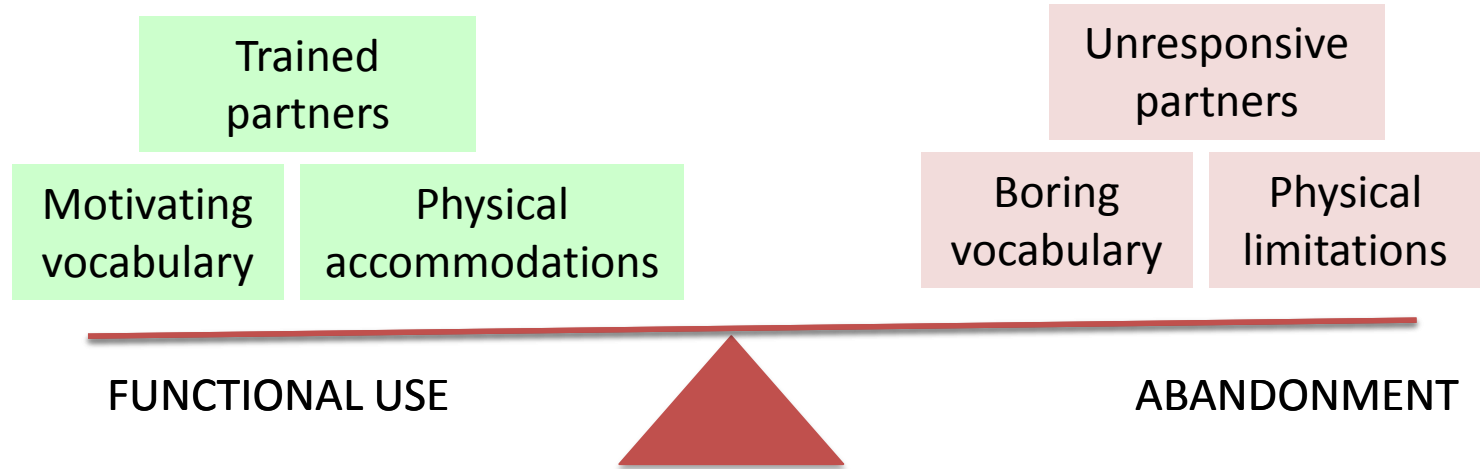 Trained
partners
Motivating
vocabulary
Physical
accommodations
Unresponsive
partners
Boring
vocabulary
Physical
limitations
FUNCTIONAL USE
ABANDONMENT